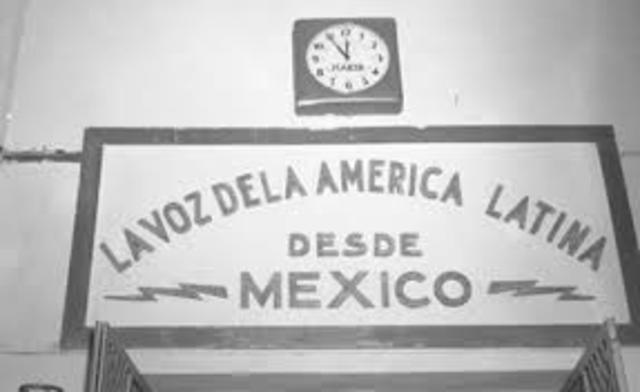 LA VOZ DE LA AMERICA LATINA
DESDE
MEXICO